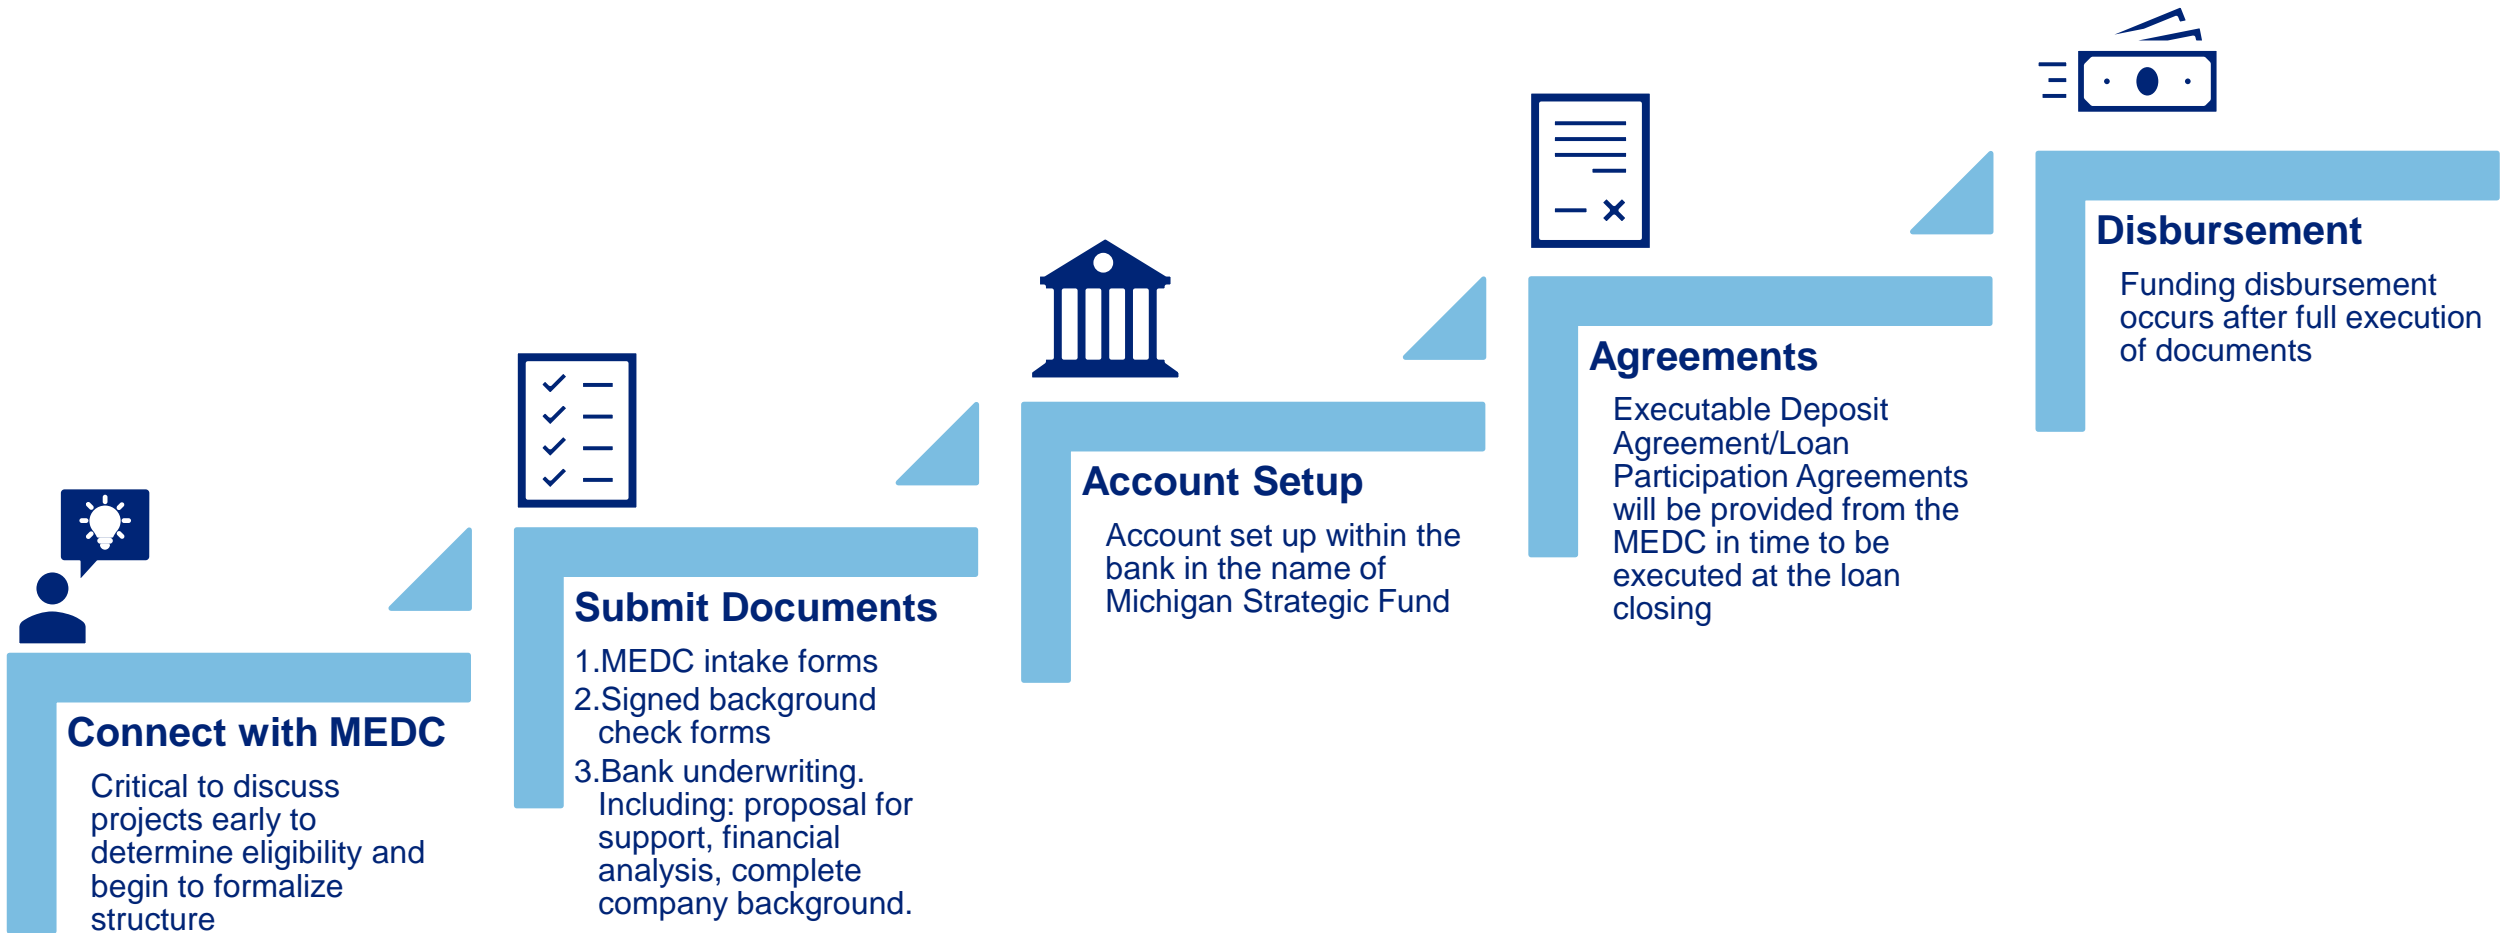 Connect with MEDC
Critical to discuss
projects early to
determine eligibility and
begin to formalize
structure
Submit Documents
1.MEDC intake forms
2.Signed background
check forms
3.Bank underwriting.
Including: proposal for
support, financial
analysis, complete
company background.
Account Setup
Account set up within the
bank in the name of
Michigan Strategic Fund
Agreements
Executable Deposit
Agreement/Loan
Participation Agreements
will be provided from the
MEDC in time to be
executed at the loan
closing
Disbursement
Funding disbursement
occurs after full execution
of documents